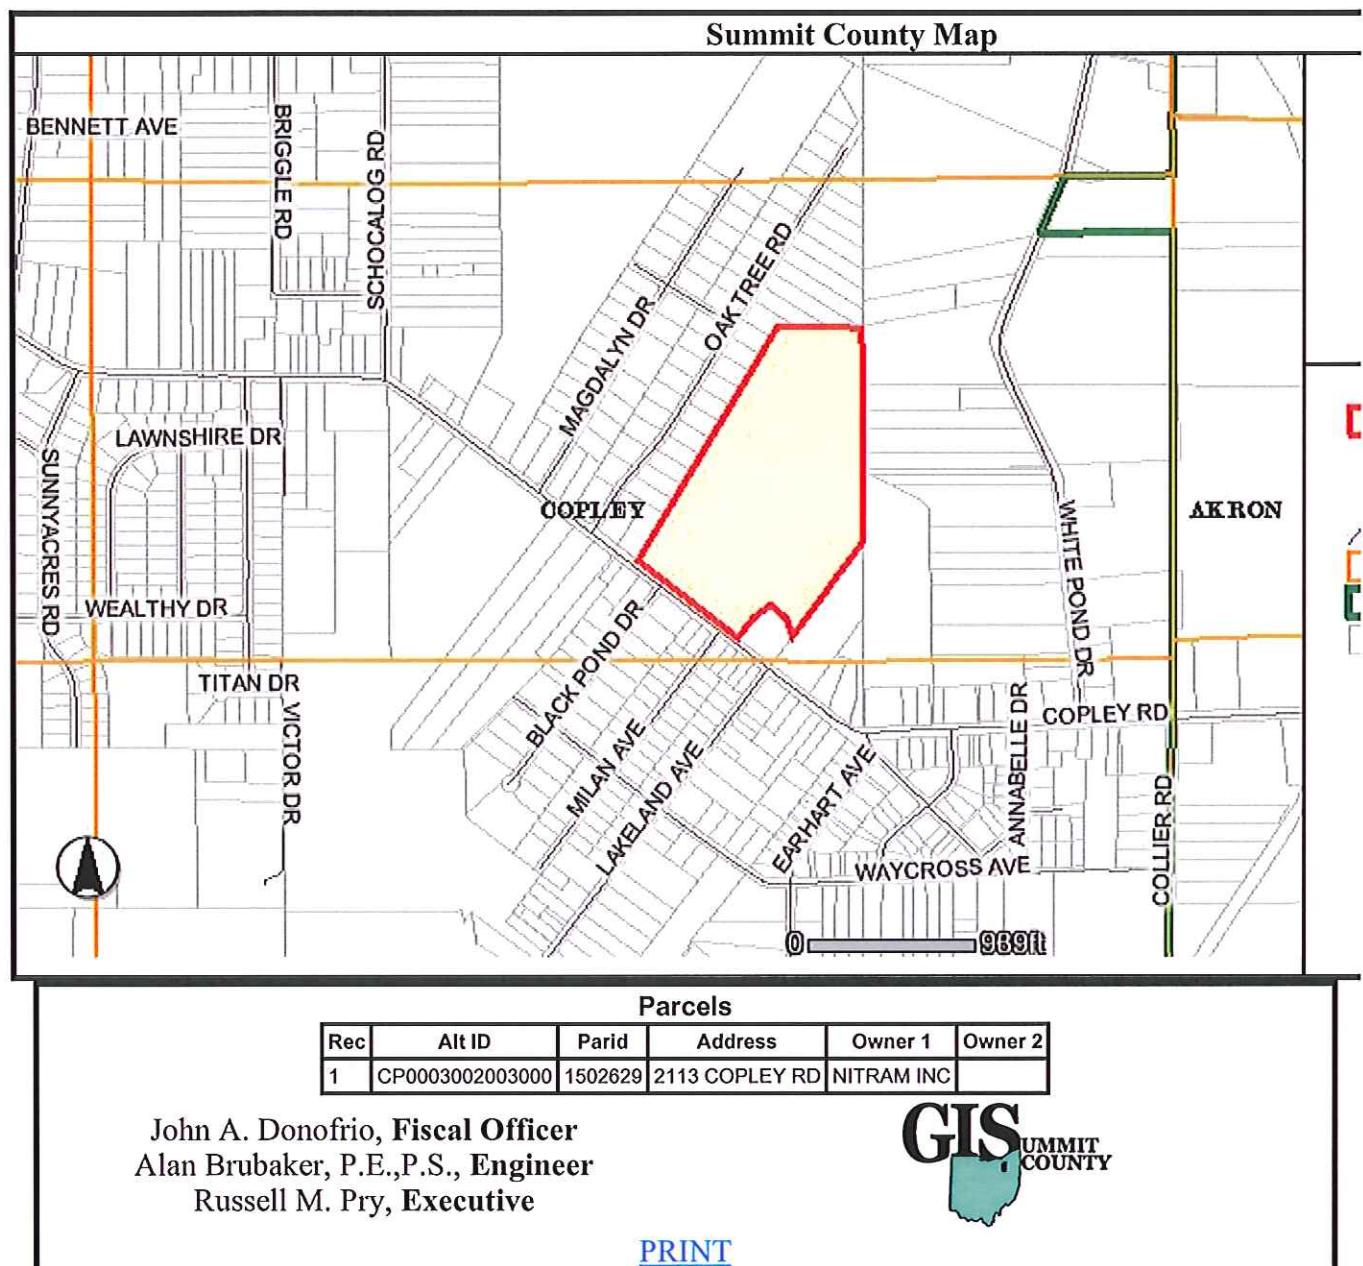 Summit County Map
BENNETT AVE
BRIGGLE RD
SCHOCALOG RD
MAGDALYN DR
OAKTREE RD
LAWNSHIRE DR
SUNNYACRES RD
COPLEY
AKRON
WHITE POND DR
WEALTHY DR
BLACK POND DR
TITAN DR
VICTOR DR
MILAN AVE
LAKELAND AVE
EARHART AVE
ANNABELLE DR
COPLEY RD
COLLIER RD
WAYCROSS AVE
0 939ft
Parcels
Rec Alt ID Parid Address Owner 1 Owner 2
1 CP0003002003000 1502629 2113 COPLEY RD NITRAM INC
John A. Donofrio, Fiscal Officer
Alan Brubaker, P.E.,P.S., Engineer
Russell M. Pry, Executive
GIS SUMMIT
COUNTY
PRINT